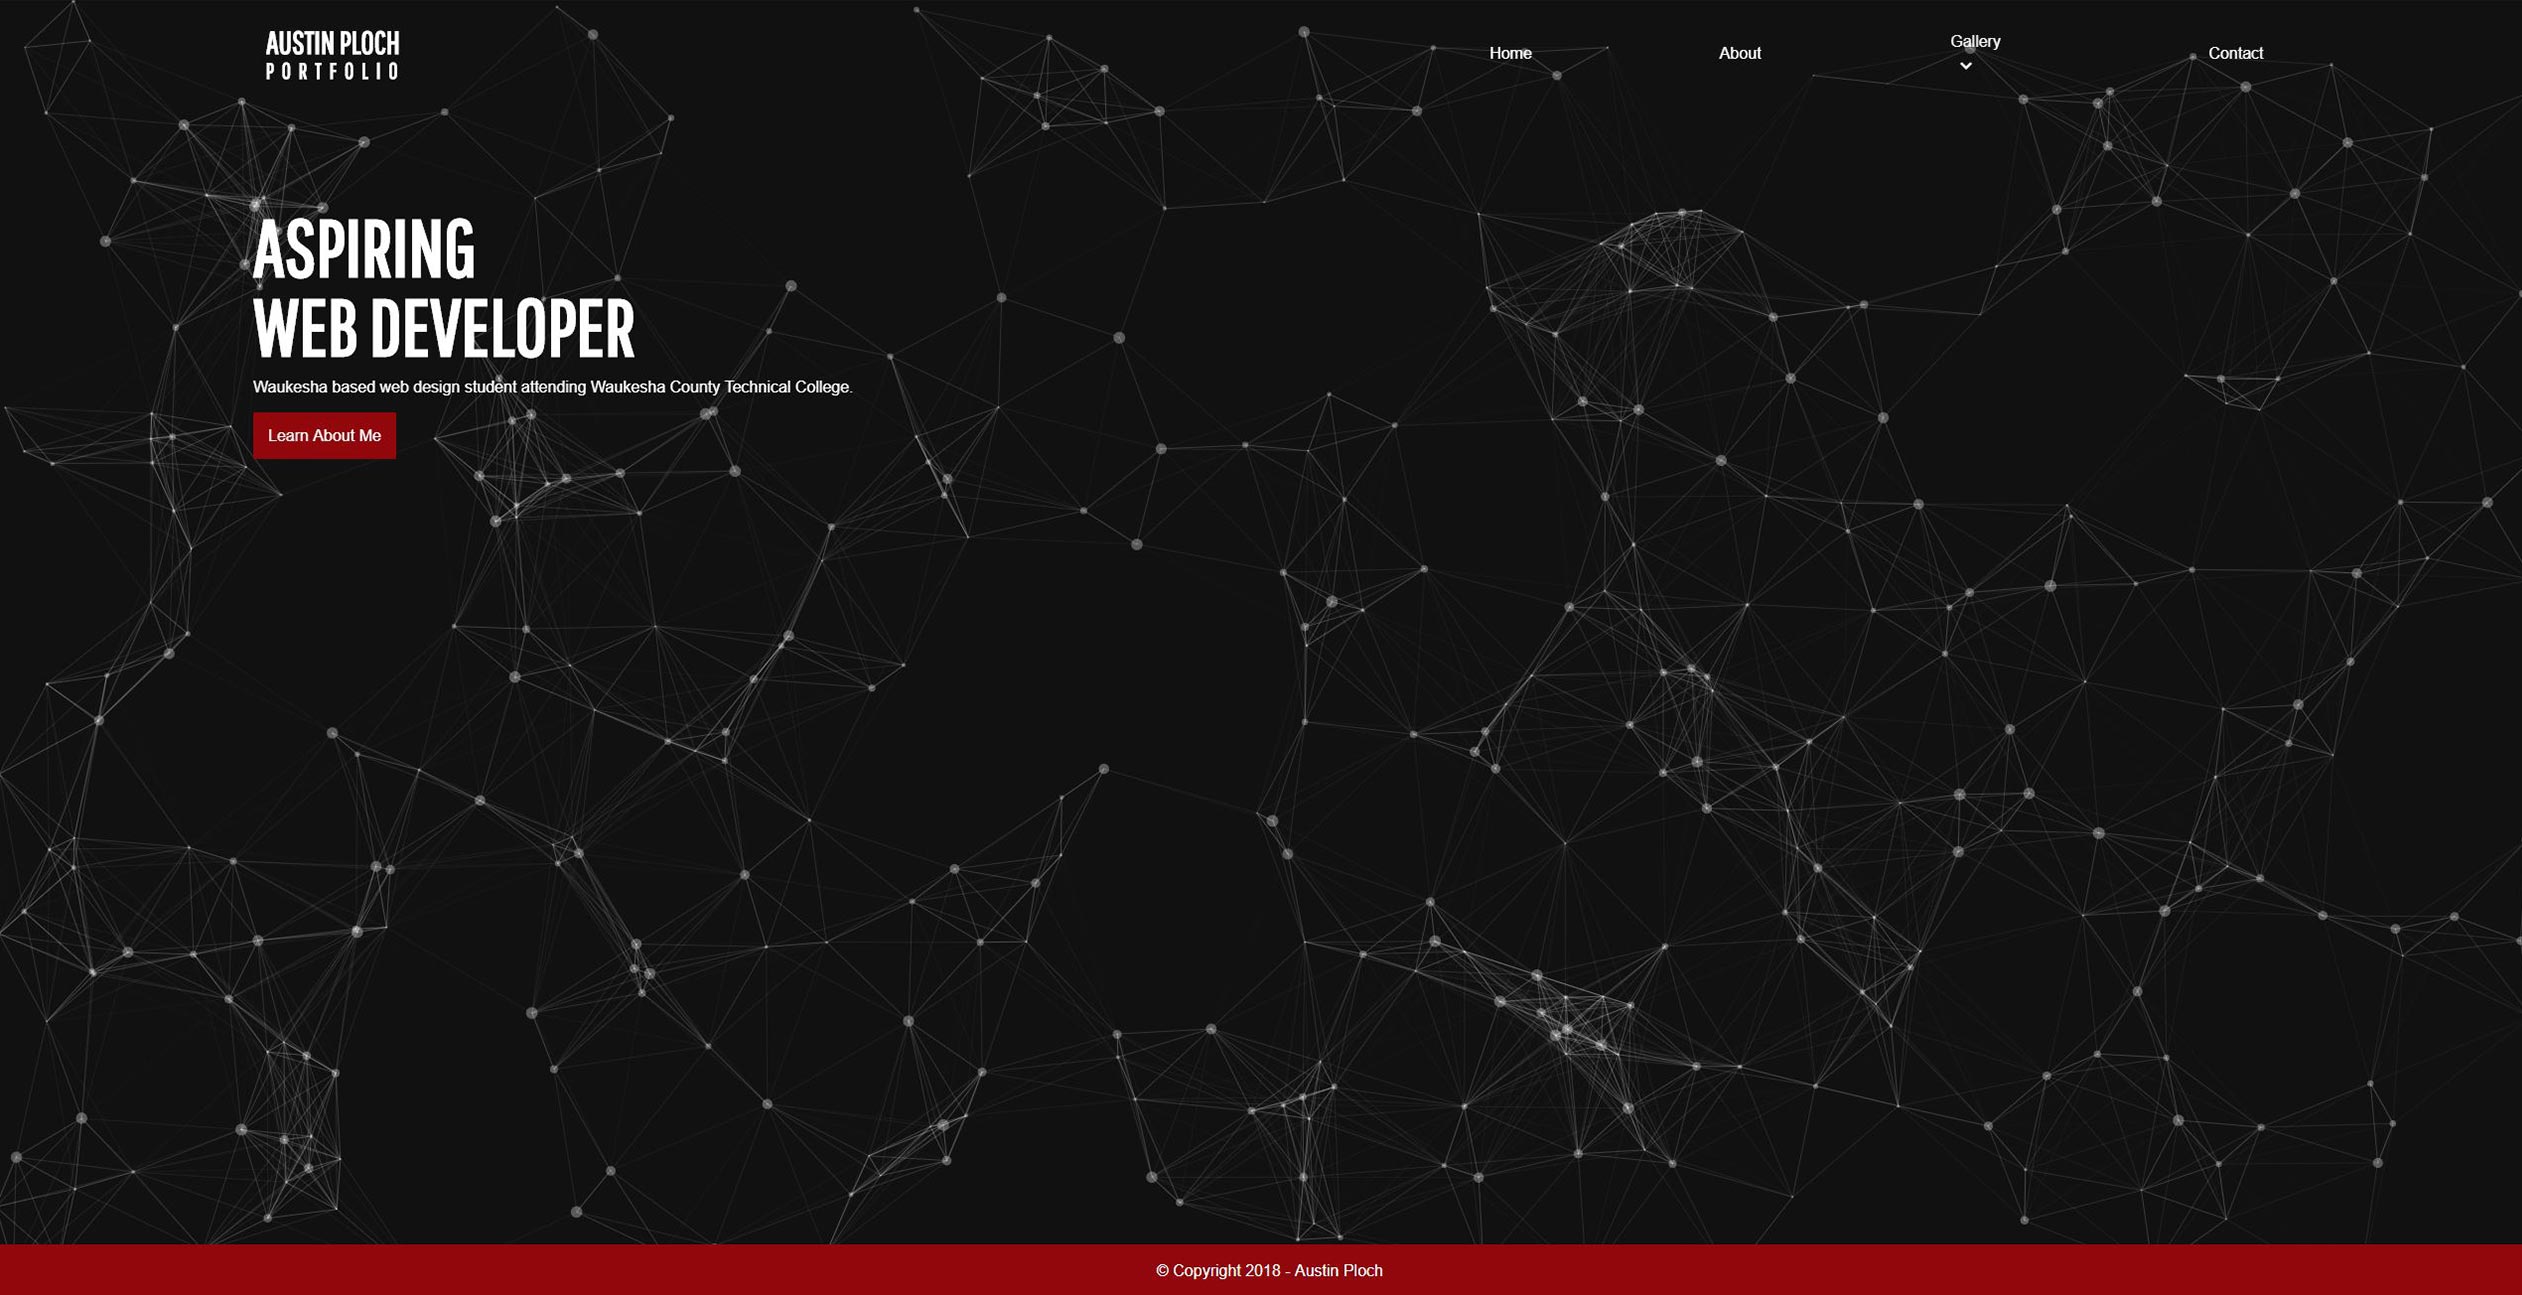 AUSTIN PLOCH
PORTFOLIO
Home
About
Gallery
Contact
ASPIRING
WEB DEVELOPER
Waukesha based web design student attending Waukesha County Technical College.
Learn About Me
© Copyright 2018 - Austin Ploch